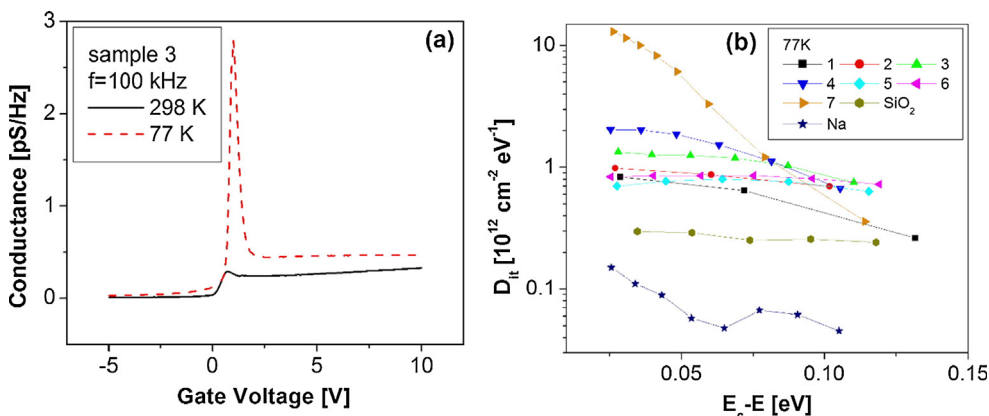 (a)
sample 3
f=100 kHz
298 K
77 K
Conductance [pS/Hz]
3
2
1
0
-5
0
5
10
Gate Voltage [V]
(b)
77K
1
2
3
4
5
6
7
SiO₂
Na
D_it [10¹² cm⁻² eV⁻¹]
10
1
0.1
0.05
0.10
0.15
E_c-E [eV]